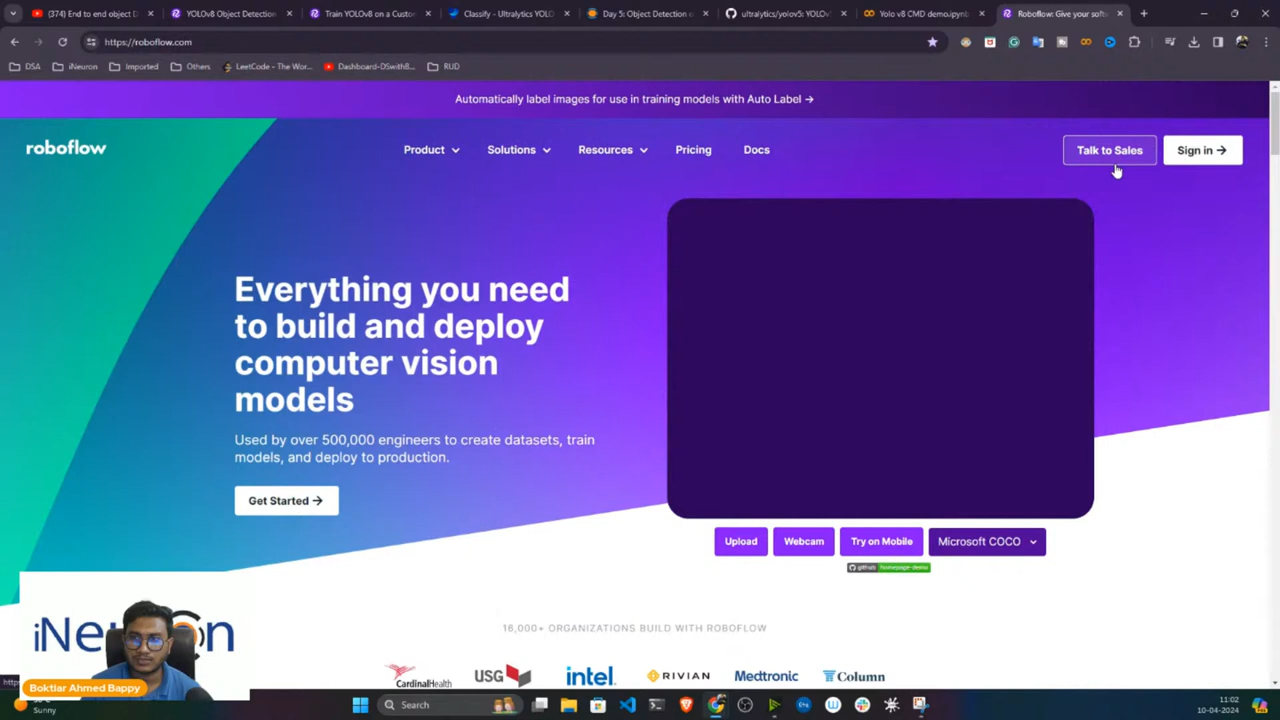 (374) End to end object D
YOLOv8 Object Detection
Train YOLOv8 on a Custo
Classify - Ultralytics YOLO
Day 5: Object Detection o
ultralytics/yolov5: YOLOv
Yolo v8 CMD demo.ipynb
Roboflow: Give your soft
https://roboflow.com
DSA
iNeuron
Imported
Others
LeetCode - The Wor...
Dashboard-DSwithB...
RUD
Automatically label images for use in training models with Auto Label →
roboflow
Product
Solutions
Resources
Pricing
Docs
Talk to Sales
Sign in →
Everything you need
to build and deploy
computer vision
models
Used by over 500,000 engineers to create datasets, train
models, and deploy to production.
Get Started →
Upload
Webcam
Try on Mobile
Microsoft COCO
github homepage-demo
16,000+ ORGANIZATIONS BUILD WITH ROBOFLOW
CardinalHealth
USG
intel
RIVIAN
Medtronic
Column
Boktiar Ahmed Bappy
Sunny
Search
11:02
10-04-2024